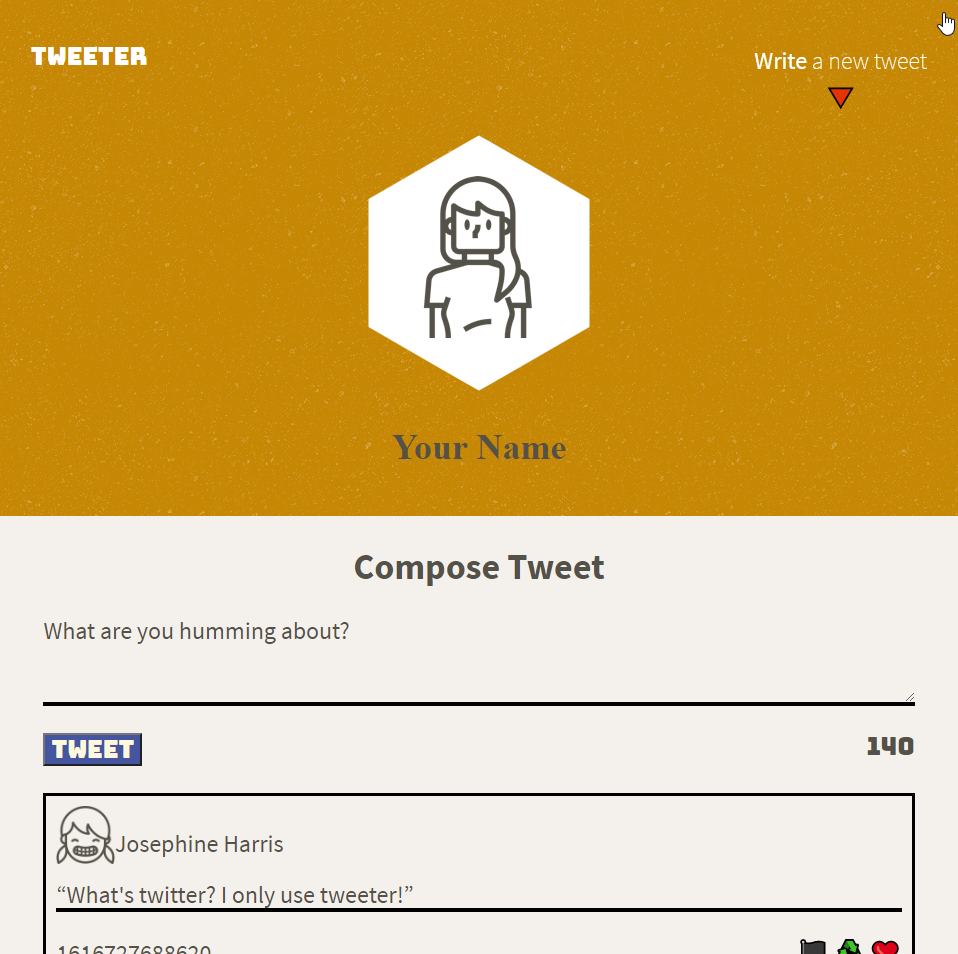 TWEETER
Write a new tweet
Your Name
Compose Tweet
What are you humming about?
TWEET
140
Josephine Harris
“What's twitter? I only use tweeter!”
1616727688620